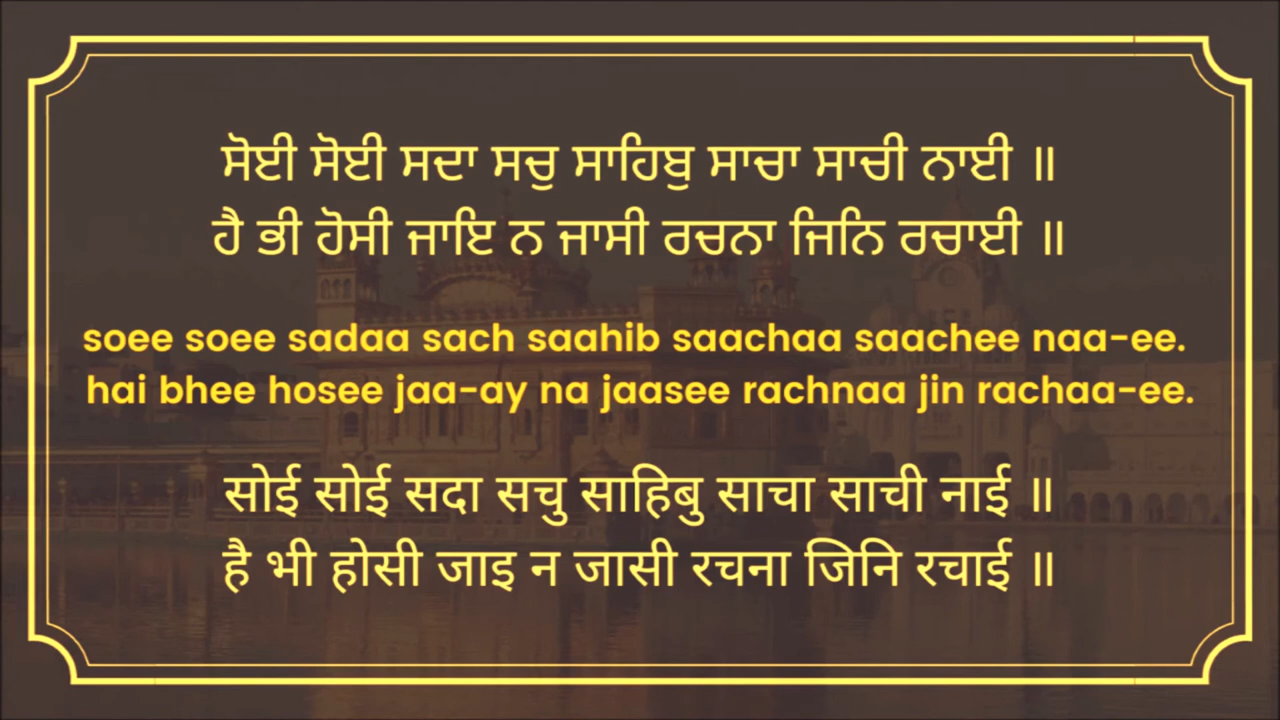 ਸੋਈ ਸੋਈ ਸਦਾ ਸਚੁ ਸਾਹਿਬੁ ਸਾਚਾ ਸਾਚੀ ਨਾਈ ॥
ਹੈ ਭੀ ਹੋਸੀ ਜਾਇ ਨ ਜਾਸੀ ਰਚਨਾ ਜਿਨਿ ਰਚਾਈ ॥
soee soee sadaa sach saahib saachaa saachee naa-ee.
hai bhee hosee jaa-ay na jaasee rachnaa jin rachaa-ee.
सोई सोई सदा सचु साहिबु साचा साची नाई ॥
है भी होसी जाइ न जासी रचना जिनि रचाई ॥